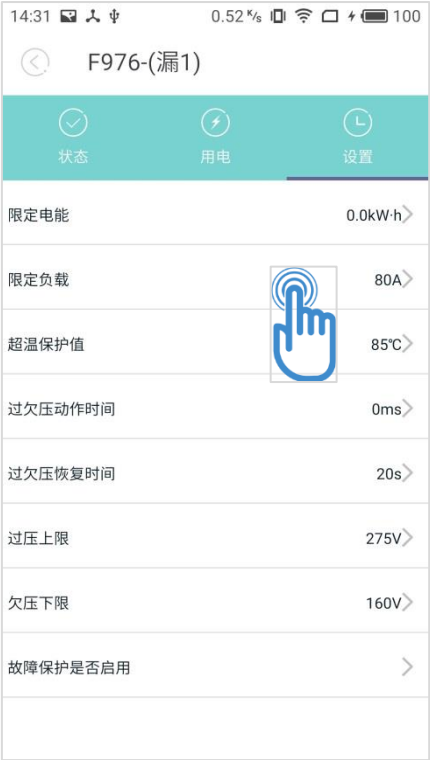 14:31 0.52 K/s 100
F976-(漏1)
状态 用电 设置
限定电能 0.0kW·h
限定负载 80A
超温保护值 85℃
过欠压动作时间 0ms
过欠压恢复时间 20s
过压上限 275V
欠压下限 160V
故障保护是否启用